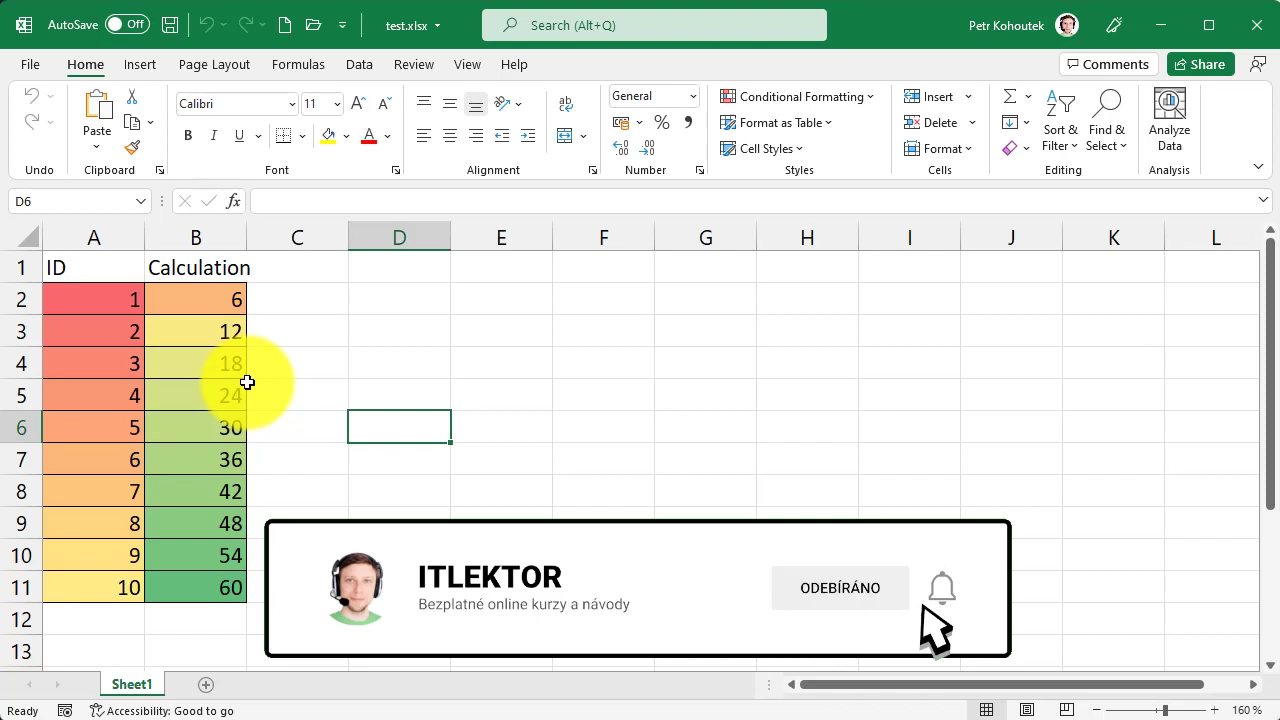 AutoSave Off test.xlsx Search (Alt+Q) Petr Kohoutek
File Home Insert Page Layout Formulas Data Review View Help Comments Share
Paste
Calibri 11
B I U A
ab
General
% 
Conditional Formatting
Format as Table
Cell Styles
Insert
Delete
Format
Sort & Filter
Find & Select
Analyze Data
Undo Clipboard Font Alignment Number Styles Cells Editing Analysis
D6 fx
A B C D E F G H I J K L
1 ID Calculation
2 1 6
3 2 12
4 3 18
5 4 24
6 5 30
7 6 36
8 7 42
9 8 48
10 9 54
11 10 60
12
13
ITLEKTOR
Bezplatné online kurzy a návody
ODEBÍRÁNO
Sheet1
Ready Accessibility: Good to go 160 %